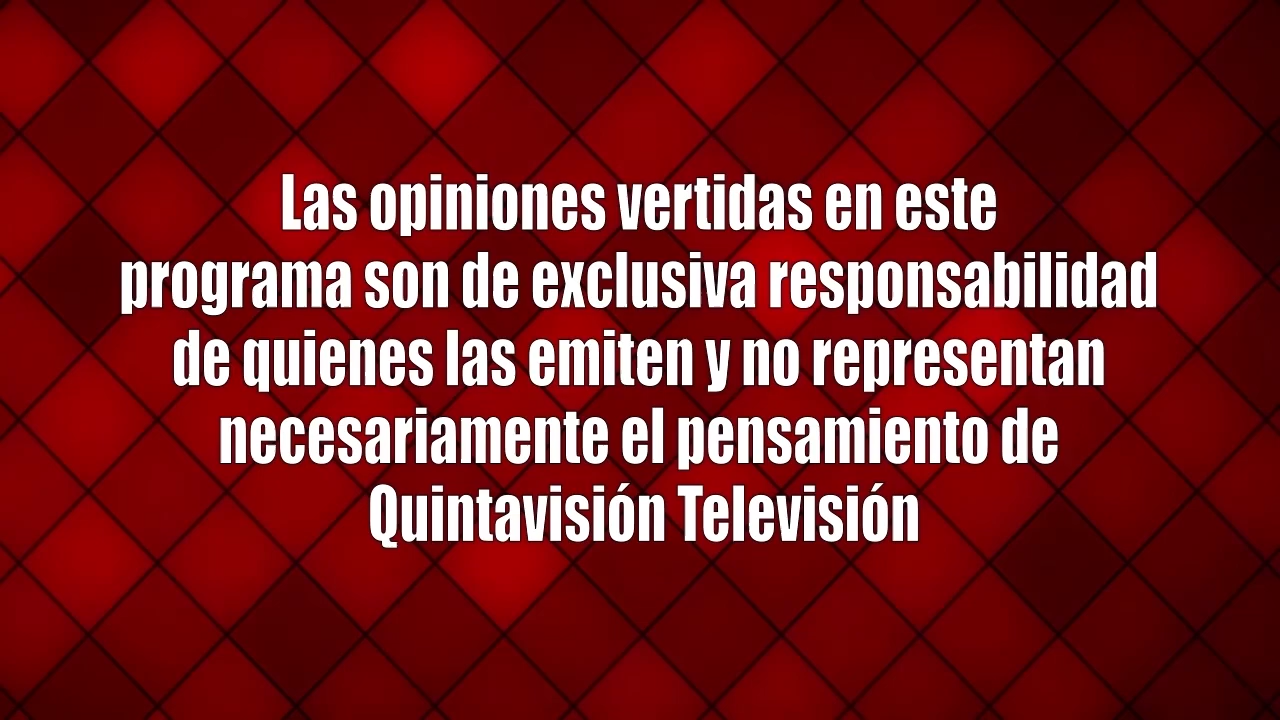 Las opiniones vertidas en este
programa son de exclusiva responsabilidad
de quienes las emiten y no representan
necesariamente el pensamiento de
Quintavisión Televisión